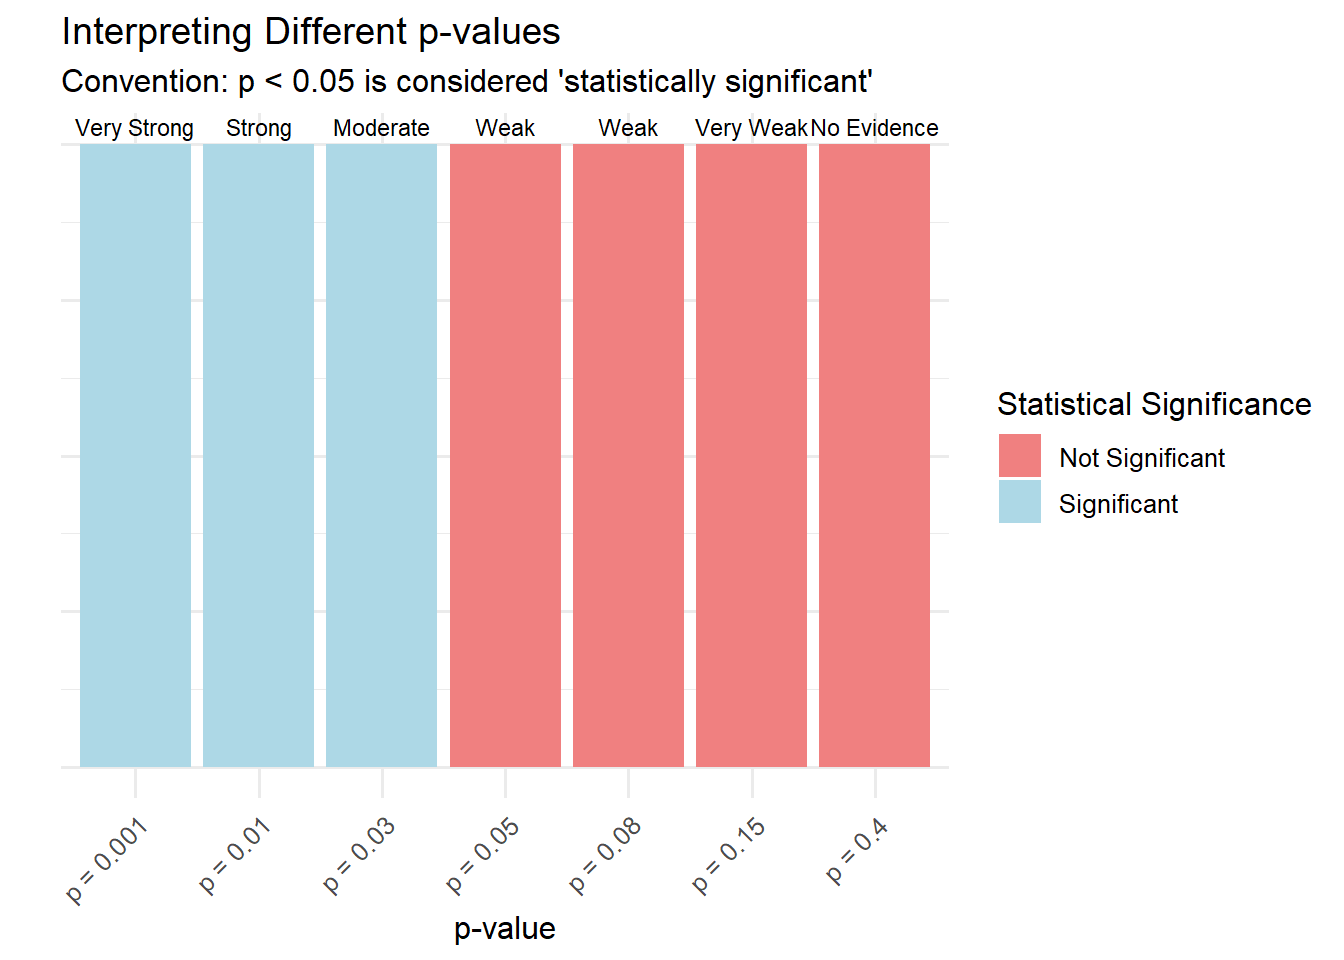 Interpreting Different p-values
Convention: p < 0.05 is considered 'statistically significant'
Very Strong Strong Moderate Weak Weak Very Weak No Evidence
Statistical Significance
Not Significant
Significant
p = 0.001 p = 0.01 p = 0.03 p = 0.05 p = 0.08 p = 0.15 p = 0.4
p-value